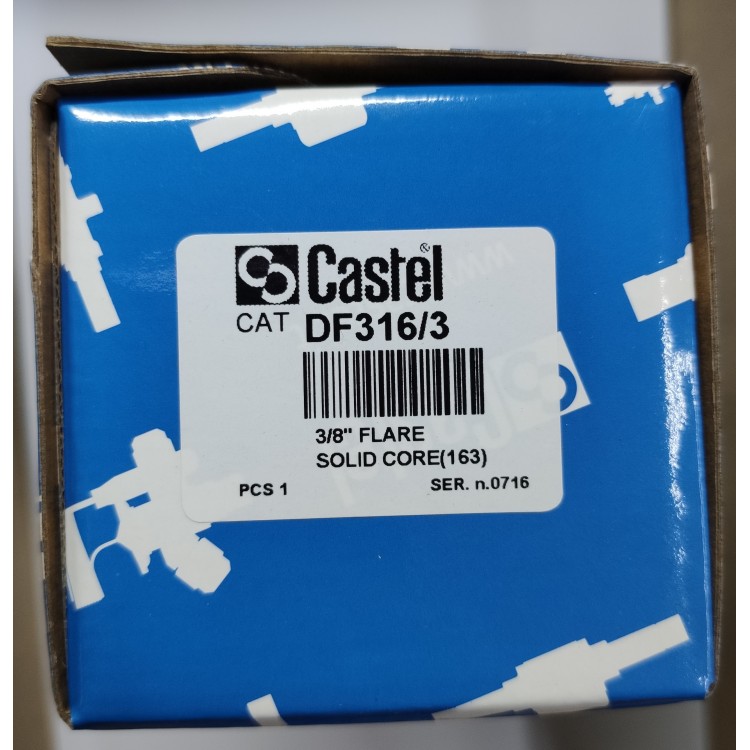 Castel®
CAT DF316/3
3/8" FLARE
SOLID CORE(163)
PCS 1 SER. n.0716